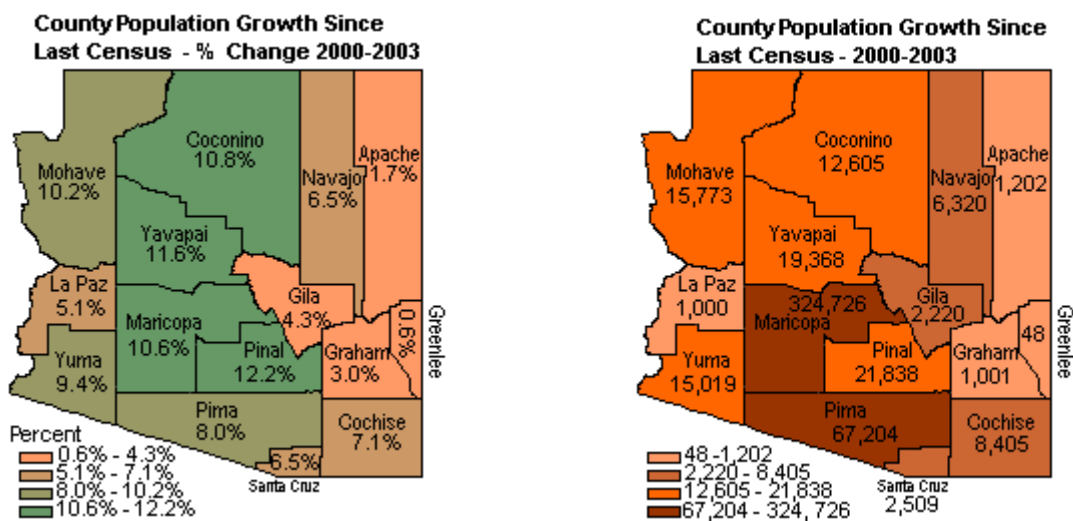 County Population Growth Since
Last Census - % Change 2000-2003
Coconino
10.8%
Mohave
10.2%
Apache
1.7%
Navajo
6.5%
Yavapai
11.6%
La Paz
5.1%
Gila
4.3%
Maricopa
10.6%
0.6%
Greenlee
Yuma
9.4%
Pinal
12.2%
Graham
3.0%
Pima
8.0%
Cochise
7.1%
6.5%
Santa Cruz
Percent
0.6% - 4.3%
5.1% - 7.1%
8.0% - 10.2%
10.6% - 12.2%
County Population Growth Since
Last Census - 2000-2003
Coconino
12,605
Mohave
15,773
Apache
1,202
Navajo
6,320
Yavapai
19,368
La Paz
1,000
324,726
Maricopa
Gila
2,220
48
Greenlee
Yuma
15,019
Pinal
21,838
Graham
1,001
Pima
67,204
Cochise
8,405
Santa Cruz
2,509
48 -1,202
2,220 - 8,405
12,605 - 21,838
67,204 - 324, 726